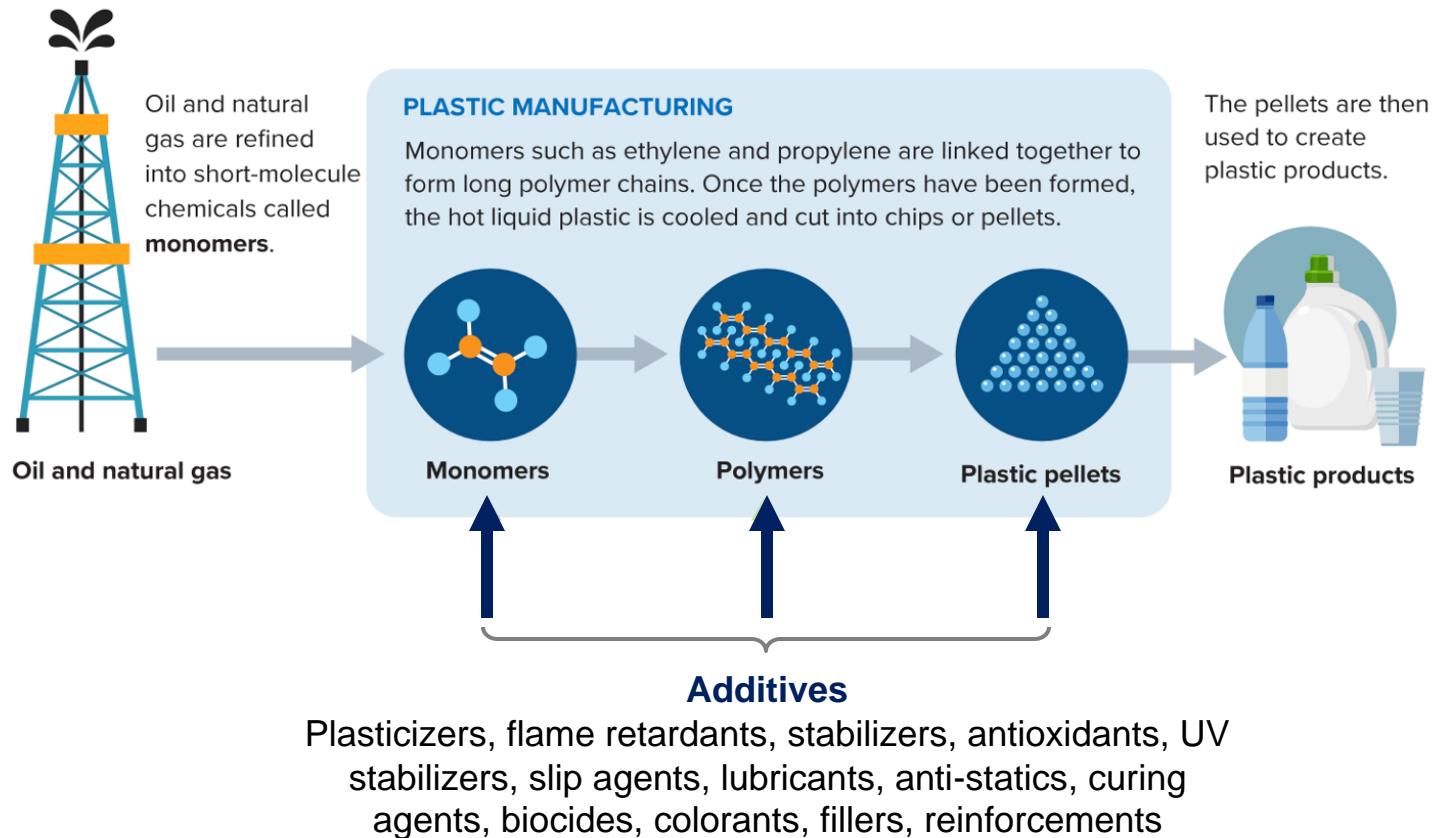 Oil and natural
gas are refined
into short-molecule
chemicals called
monomers.
PLASTIC MANUFACTURING
Monomers such as ethylene and propylene are linked together to
form long polymer chains. Once the polymers have been formed,
the hot liquid plastic is cooled and cut into chips or pellets.
The pellets are then
used to create
plastic products.
Oil and natural gas
Monomers
Polymers
Plastic pellets
Plastic products
Additives
Plasticizers, flame retardants, stabilizers, antioxidants, UV
stabilizers, slip agents, lubricants, anti-statics, curing
agents, biocides, colorants, fillers, reinforcements